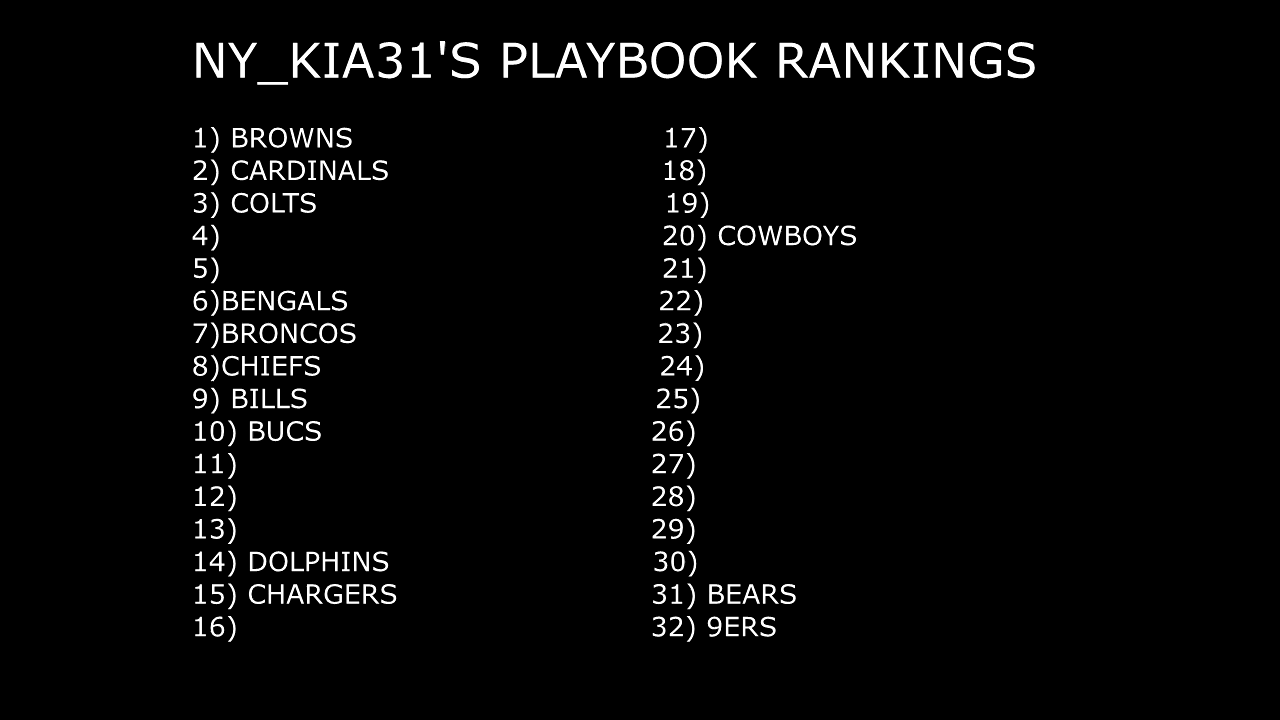 NY_KIA31'S PLAYBOOK RANKINGS
1) BROWNS 17)
2) CARDINALS 18)
3) COLTS 19)
4) 20) COWBOYS
5) 21)
6)BENGALS 22)
7)BRONCOS 23)
8)CHIEFS 24)
9) BILLS 25)
10) BUCS 26)
11) 27)
12) 28)
13) 29)
14) DOLPHINS 30)
15) CHARGERS 31) BEARS
16) 32) 9ERS